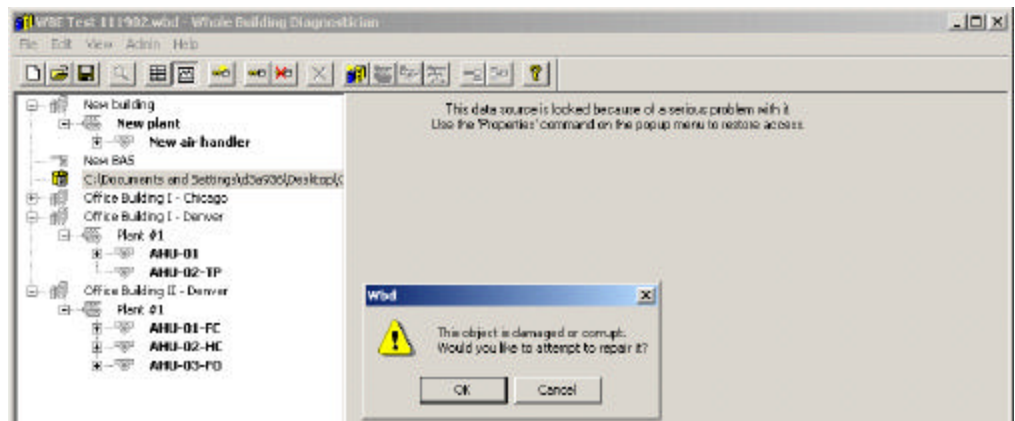 WBE Test 111902.wbd - Whole Building Diagnostician
File Edit View Admin Help
New building
New plant
New air handler
New BAS
C:\Documents and Settings\d3a936\Desktop\C
Office Building I - Chicago
Office Building I - Denver
Plant #1
AHU-01
AHU-02-TP
Office Building II - Denver
Plant #1
AHU-01-FC
AHU-02-HC
AHU-03-FO
This data source is locked because of a serious problem with it.
Use the 'Properties' command on the popup menu to restore access.
Wbd
This object is damaged or corrupt.
Would you like to attempt to repair it?
OK
Cancel